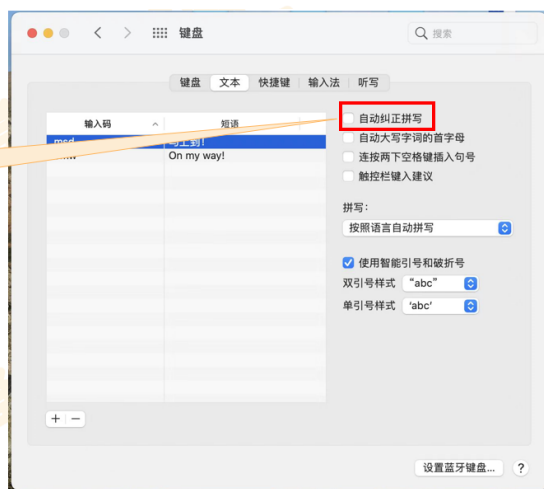 键盘
搜索
键盘 文本 快捷键 输入法 听写
输入码 短语
自动纠正拼写
自动大写字词的首字母
On my way!
连按两下空格键插入句号
触控栏键入建议
拼写：
按照语言自动拼写
使用智能引号和破折号
双引号样式 “abc”
单引号样式 ‘abc’
+ −
设置蓝牙键盘... ?